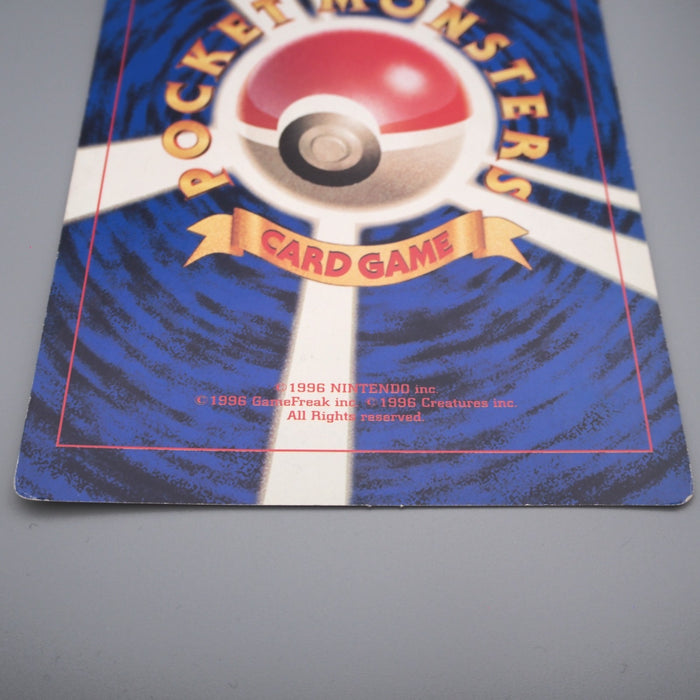 POCKET MONSTERS
CARD GAME
© 1996 NINTENDO inc.
© 1996 GameFreak inc. © 1996 Creatures inc.
All Rights reserved.